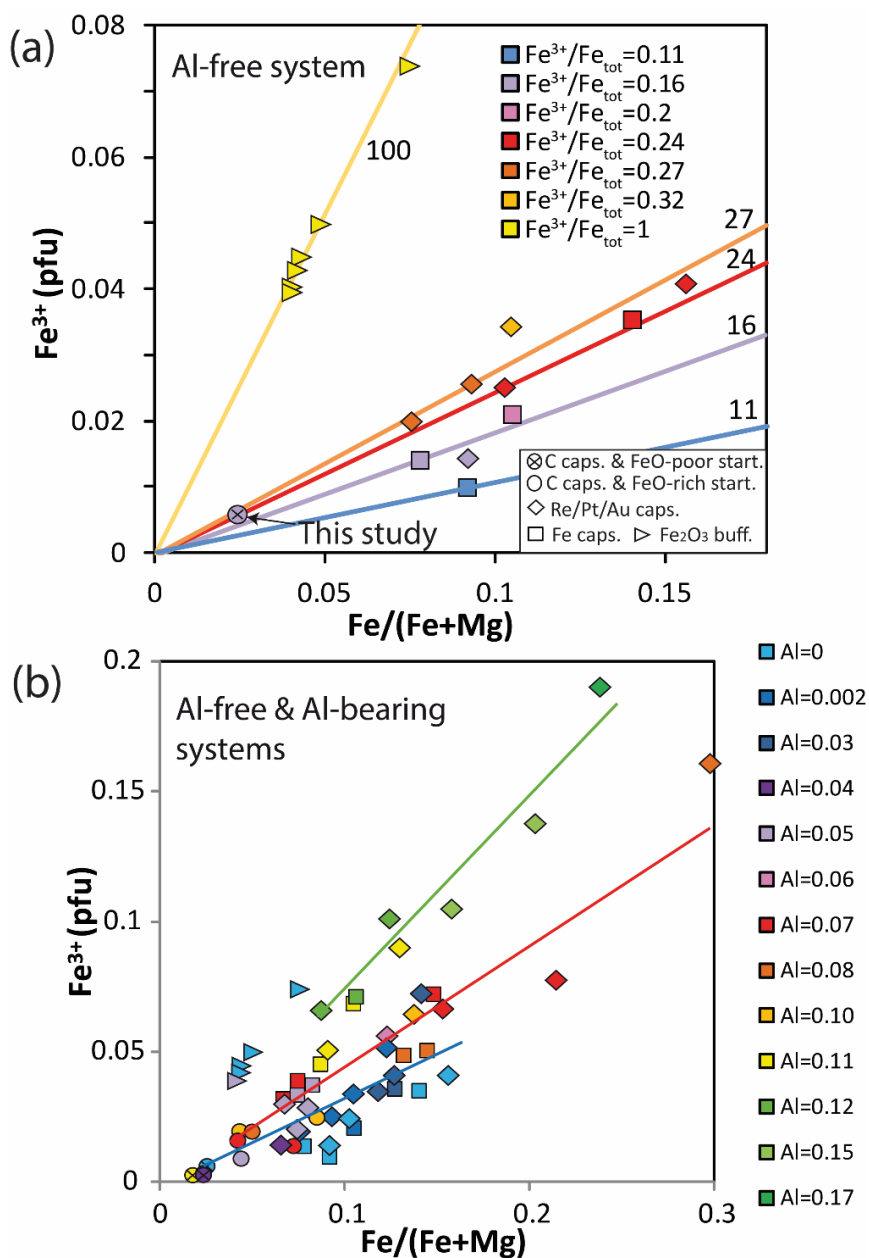 (a)
Al-free system
Fe³⁺/Fe_tot=0.11
Fe³⁺/Fe_tot=0.16
Fe³⁺/Fe_tot=0.2
Fe³⁺/Fe_tot=0.24
Fe³⁺/Fe_tot=0.27
Fe³⁺/Fe_tot=0.32
Fe³⁺/Fe_tot=1
100
27
24
16
11
This study
C caps. & FeO-poor start.
C caps. & FeO-rich start.
Re/Pt/Au caps.
Fe caps.
Fe₂O₃ buff.
0.08
0.06
0.04
0.02
0
Fe³⁺ (pfu)
0
0.05
0.1
0.15
Fe/(Fe+Mg)
(b)
Al-free & Al-bearing
systems
0.2
0.15
0.1
0.05
0
Fe³⁺ (pfu)
0
0.1
0.2
0.3
Fe/(Fe+Mg)
Al=0
Al=0.002
Al=0.03
Al=0.04
Al=0.05
Al=0.06
Al=0.07
Al=0.08
Al=0.10
Al=0.11
Al=0.12
Al=0.15
Al=0.17